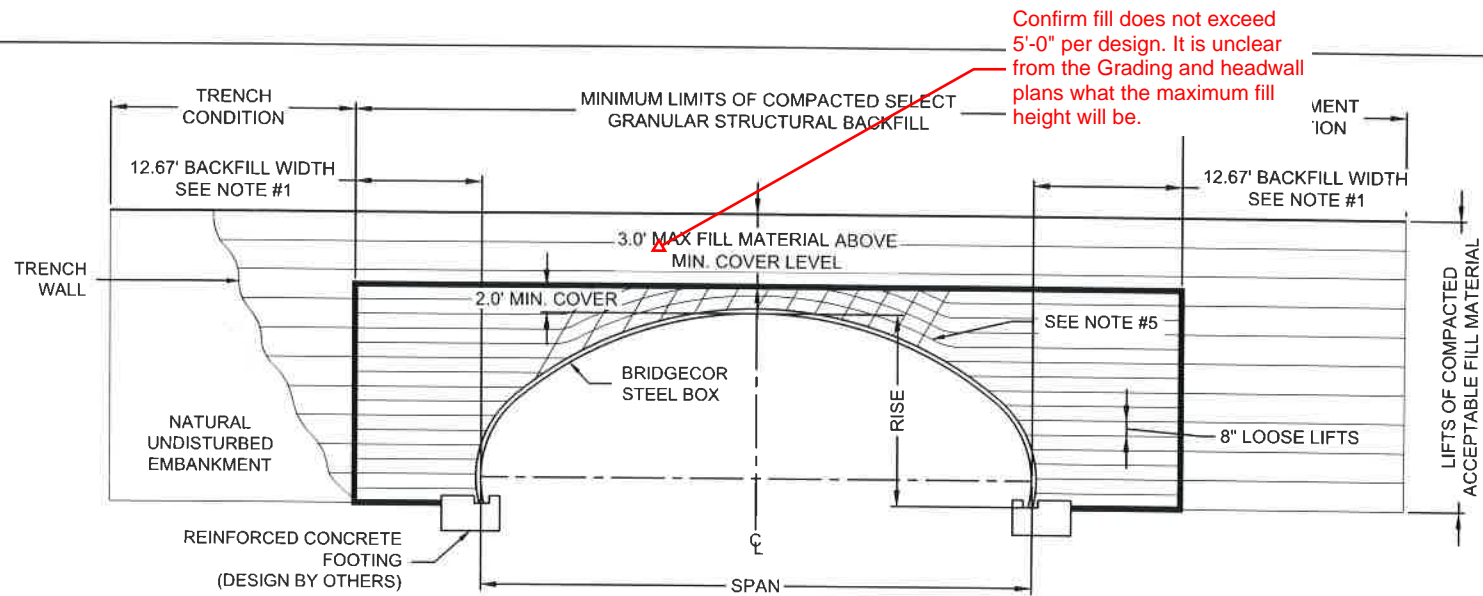 Confirm fill does not exceed
5'-0" per design. It is unclear
from the Grading and headwall
plans what the maximum fill
height will be.
TRENCH
CONDITION
MINIMUM LIMITS OF COMPACTED SELECT
GRANULAR STRUCTURAL BACKFILL
12.67' BACKFILL WIDTH
SEE NOTE #1
12.67' BACKFILL WIDTH
SEE NOTE #1
3.0' MAX FILL MATERIAL ABOVE
MIN. COVER LEVEL
TRENCH
WALL
2.0' MIN. COVER
SEE NOTE #5
BRIDGECOR
STEEL BOX
RISE
NATURAL
UNDISTURBED
EMBANKMENT
8" LOOSE LIFTS
LIFTS OF COMPACTED
ACCEPTABLE FILL MATERIAL
REINFORCED CONCRETE
FOOTING
(DESIGN BY OTHERS)
℄
SPAN